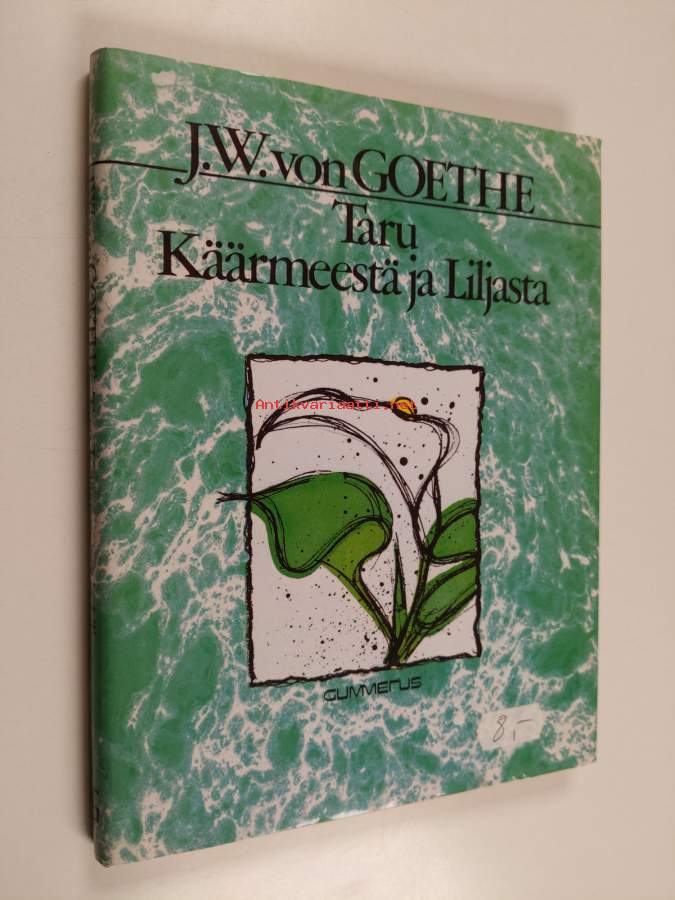 J.W. von GOETHE
Taru
Käärmeestä ja Liljasta
Antikvariaatti.net
GUMMERUS
8,-